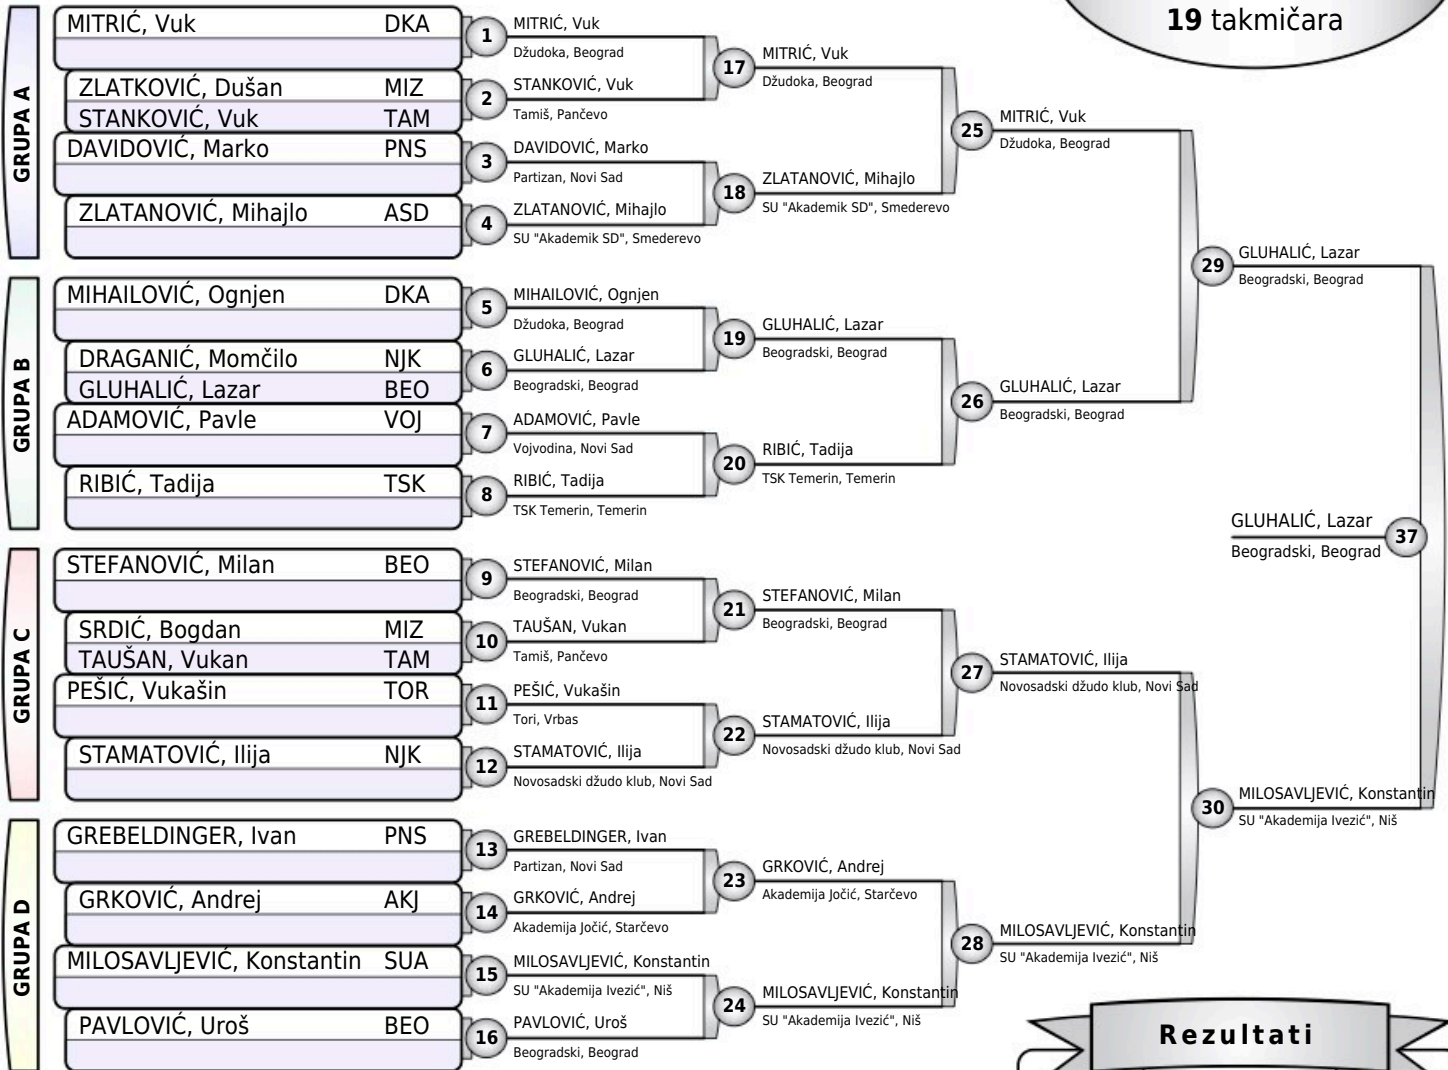 19 takmičara
GRUPA A
MITRIĆ, Vuk DKA
ZLATKOVIĆ, Dušan MIZ
STANKOVIĆ, Vuk TAM
DAVIDOVIĆ, Marko PNS
ZLATANOVIĆ, Mihajlo ASD
1
MITRIĆ, Vuk
Džudoka, Beograd
2
STANKOVIĆ, Vuk
Tamiš, Pančevo
3
DAVIDOVIĆ, Marko
Partizan, Novi Sad
4
ZLATANOVIĆ, Mihajlo
SU "Akademik SD", Smederevo
17
MITRIĆ, Vuk
Džudoka, Beograd
18
ZLATANOVIĆ, Mihajlo
SU "Akademik SD", Smederevo
25
MITRIĆ, Vuk
Džudoka, Beograd
GRUPA B
MIHAILOVIĆ, Ognjen DKA
DRAGANIĆ, Momčilo NJK
GLUHALIĆ, Lazar BEO
ADAMOVIĆ, Pavle VOJ
RIBIĆ, Tadija TSK
5
MIHAILOVIĆ, Ognjen
Džudoka, Beograd
6
GLUHALIĆ, Lazar
Beogradski, Beograd
7
ADAMOVIĆ, Pavle
Vojvodina, Novi Sad
8
RIBIĆ, Tadija
TSK Temerin, Temerin
19
GLUHALIĆ, Lazar
Beogradski, Beograd
20
RIBIĆ, Tadija
TSK Temerin, Temerin
26
GLUHALIĆ, Lazar
Beogradski, Beograd
29
GLUHALIĆ, Lazar
Beogradski, Beograd
GLUHALIĆ, Lazar
Beogradski, Beograd
37
GRUPA C
STEFANOVIĆ, Milan BEO
SRDIĆ, Bogdan MIZ
TAUŠAN, Vukan TAM
PEŠIĆ, Vukašin TOR
STAMATOVIĆ, Ilija NJK
9
STEFANOVIĆ, Milan
Beogradski, Beograd
10
TAUŠAN, Vukan
Tamiš, Pančevo
11
PEŠIĆ, Vukašin
Tori, Vrbas
12
STAMATOVIĆ, Ilija
Novosadski džudo klub, Novi Sad
21
STEFANOVIĆ, Milan
Beogradski, Beograd
22
STAMATOVIĆ, Ilija
Novosadski džudo klub, Novi Sad
27
STAMATOVIĆ, Ilija
Novosadski džudo klub, Novi Sad
GRUPA D
GREBELDINGER, Ivan PNS
GRKOVIĆ, Andrej AKJ
MILOSAVLJEVIĆ, Konstantin SUA
PAVLOVIĆ, Uroš BEO
13
GREBELDINGER, Ivan
Partizan, Novi Sad
14
GRKOVIĆ, Andrej
Akademija Jočić, Starčevo
15
MILOSAVLJEVIĆ, Konstantin
SU "Akademija Ivezić", Niš
16
PAVLOVIĆ, Uroš
Beogradski, Beograd
23
GRKOVIĆ, Andrej
Akademija Jočić, Starčevo
24
MILOSAVLJEVIĆ, Konstantin
SU "Akademija Ivezić", Niš
28
MILOSAVLJEVIĆ, Konstantin
SU "Akademija Ivezić", Niš
30
MILOSAVLJEVIĆ, Konstantin
SU "Akademija Ivezić", Niš
Rezultati